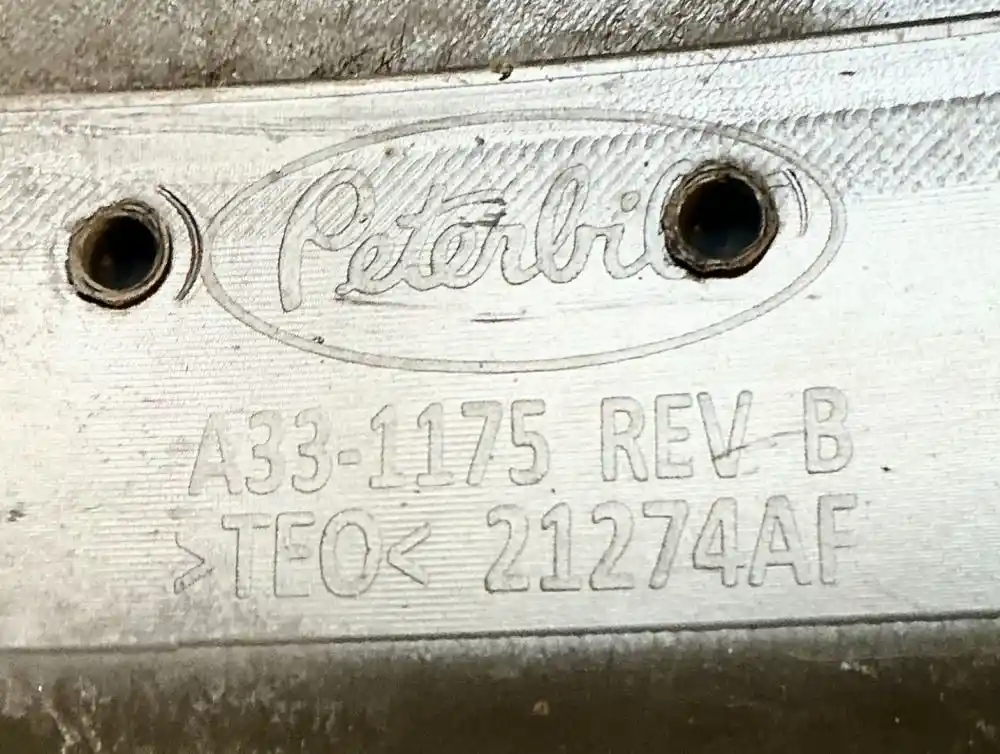 Peterbilt
A33-1175 REV B
>TEO< 21274AF